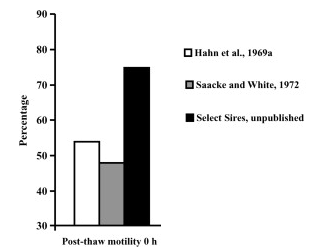 90
80
70
60
50
40
30
Percentage
Post-thaw motility 0 h
Hahn et al., 1969a
Saacke and White, 1972
Select Sires, unpublished